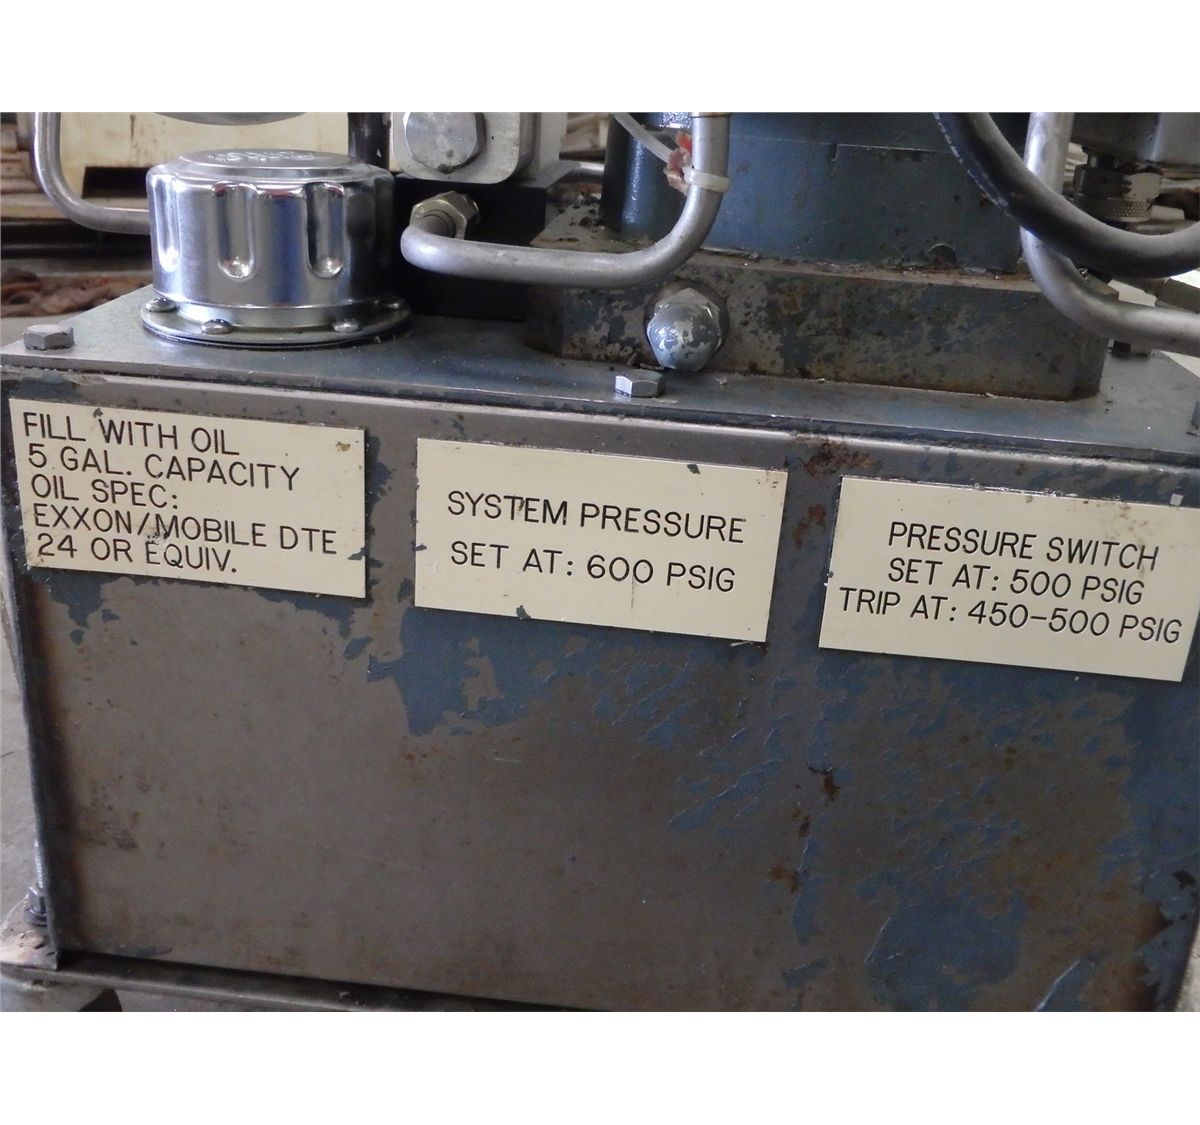 FILL WITH OIL
5 GAL. CAPACITY
OIL SPEC:
EXXON/MOBILE DTE
24 OR EQUIV.
SYSTEM PRESSURE
SET AT: 600 PSIG
PRESSURE SWITCH
SET AT: 500 PSIG
TRIP AT: 450-500 PSIG